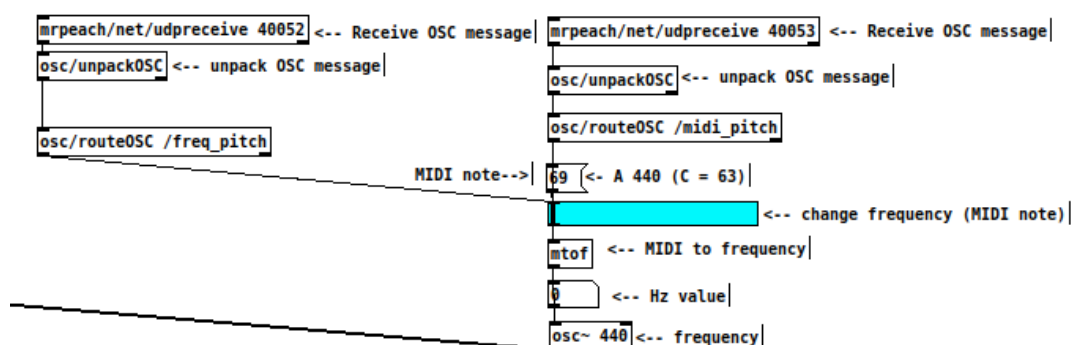 mrpeach/net/udpreceive 40052 <-- Receive OSC message
mrpeach/net/udpreceive 40053 <-- Receive OSC message
osc/unpackOSC <-- unpack OSC message
osc/unpackOSC <-- unpack OSC message
osc/routeOSC /freq_pitch
osc/routeOSC /midi_pitch
MIDI note--> 69 <- A 440 (C = 63)
<-- change frequency (MIDI note)
mtof <-- MIDI to frequency
0 <-- Hz value
osc~ 440 <-- frequency